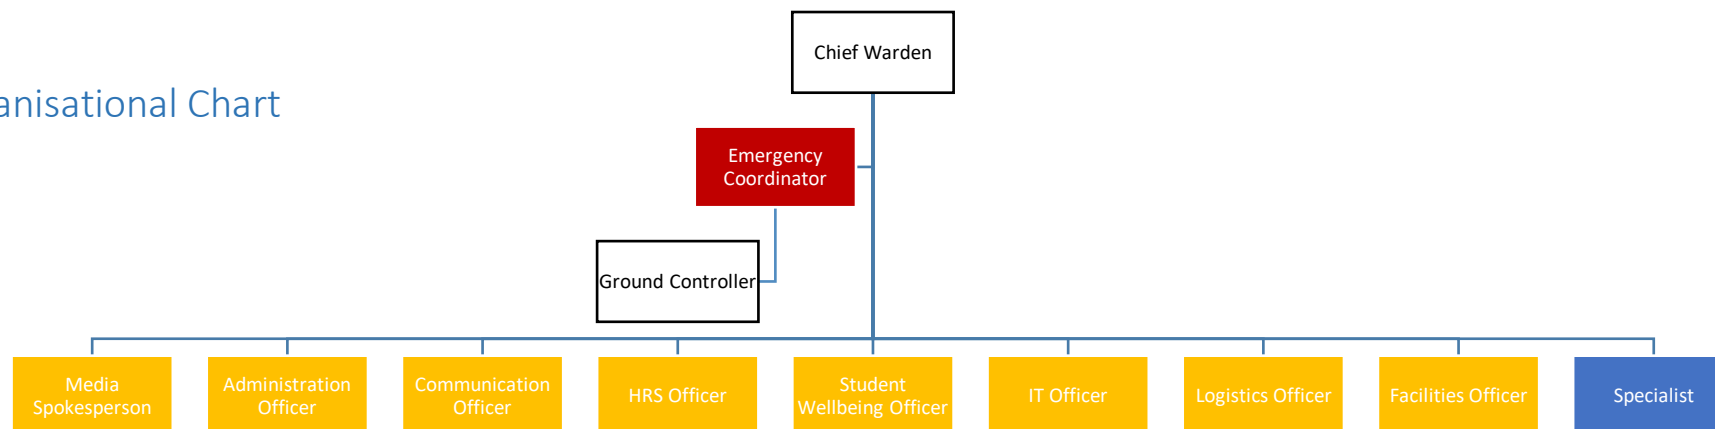 Chief Warden
anisational Chart
Emergency
Coordinator
Ground Controller
Media
Spokesperson
Administration
Officer
Communication
Officer
HRS Officer
Student
Wellbeing Officer
IT Officer
Logistics Officer
Facilities Officer
Specialist